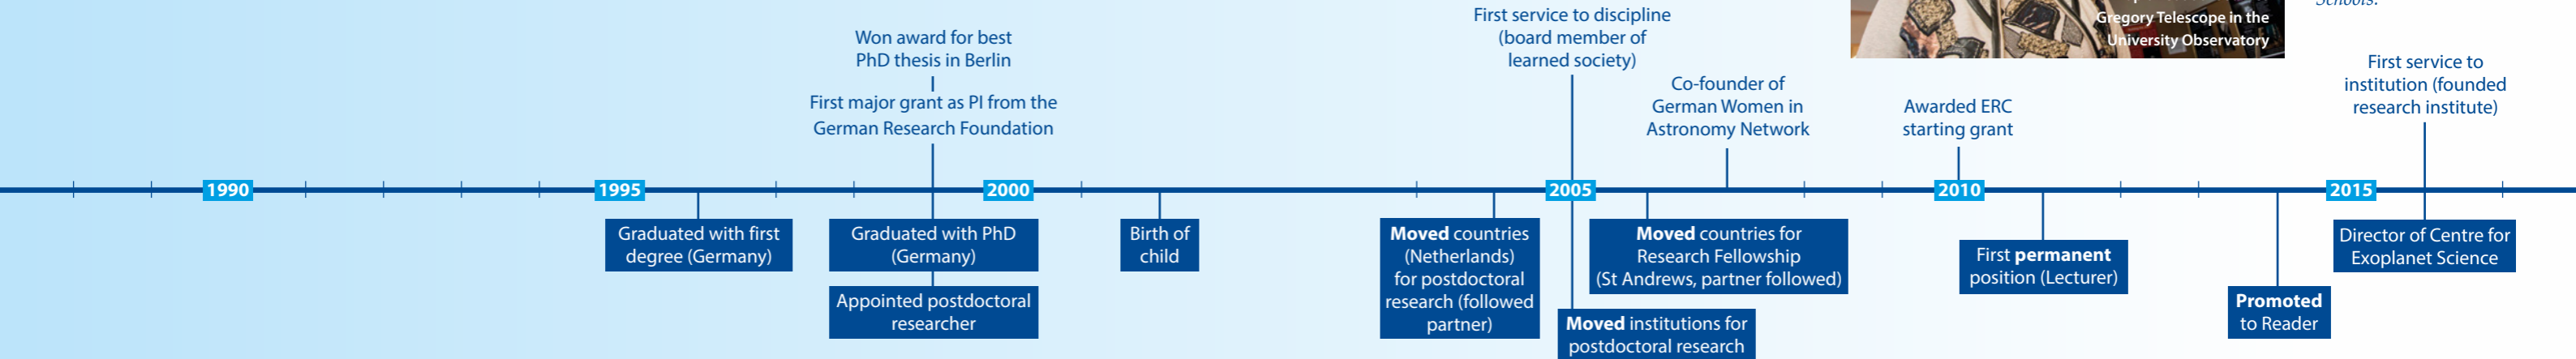 Schools.
Gregory Telescope in the
University Observatory
Won award for best
PhD thesis in Berlin
First major grant as PI from the
German Research Foundation
First service to discipline
(board member of
learned society)
Co-founder of
German Women in
Astronomy Network
Awarded ERC
starting grant
First service to
institution (founded
research institute)
1990
1995
2000
2005
2010
2015
Graduated with first
degree (Germany)
Graduated with PhD
(Germany)
Appointed postdoctoral
researcher
Birth of
child
Moved countries
(Netherlands)
for postdoctoral
research (followed
partner)
Moved institutions for
postdoctoral research
Moved countries for
Research Fellowship
(St Andrews, partner followed)
First permanent
position (Lecturer)
Promoted
to Reader
Director of Centre for
Exoplanet Science